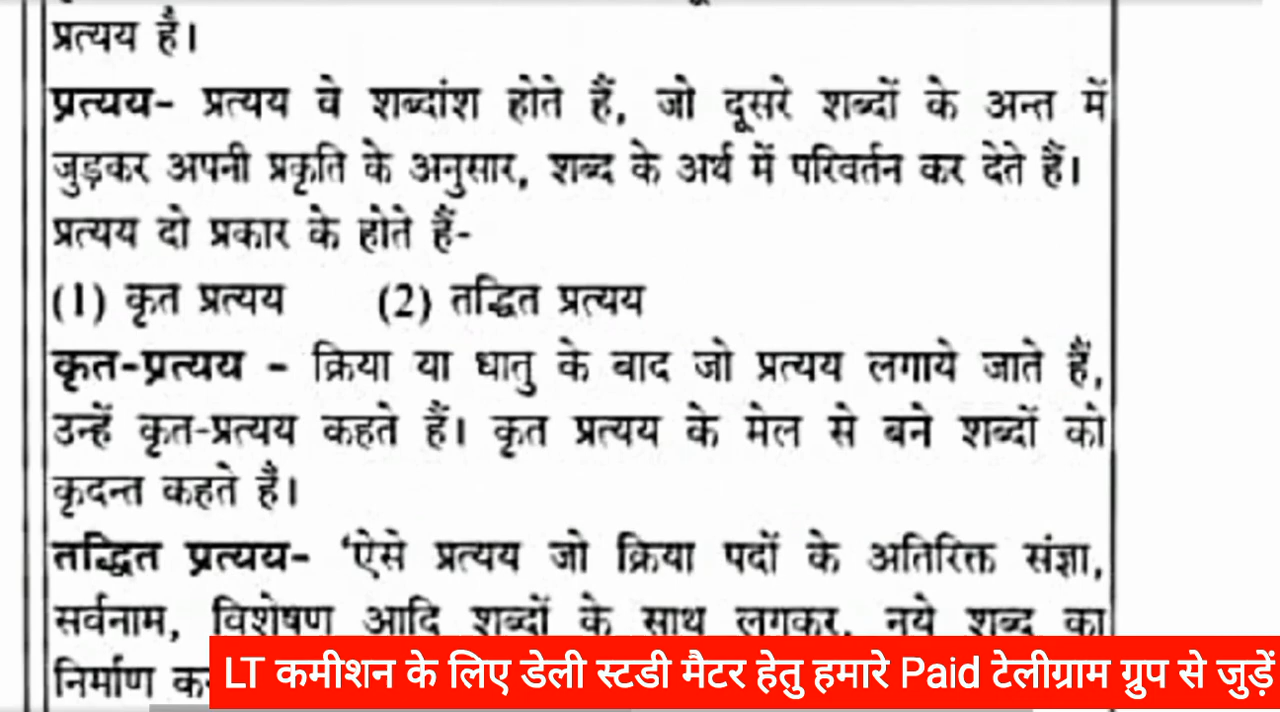 प्रत्यय है।
प्रत्यय- प्रत्यय वे शब्दांश होते हैं, जो दूसरे शब्दों के अन्त में
जुड़कर अपनी प्रकृति के अनुसार, शब्द के अर्थ में परिवर्तन कर देते हैं।
प्रत्यय दो प्रकार के होते हैं-
(1) कृत प्रत्यय (2) तद्धित प्रत्यय
कृत-प्रत्यय - क्रिया या धातु के बाद जो प्रत्यय लगाये जाते हैं,
उन्हें कृत-प्रत्यय कहते हैं। कृत प्रत्यय के मेल से बने शब्दों को
कृदन्त कहते हैं।
तद्धित प्रत्यय- ‘ऐसे प्रत्यय जो क्रिया पदों के अतिरिक्त संज्ञा,
सर्वनाम, विशेषण आदि शब्दों के साथ लगकर, नये शब्द का
निर्माण
LT कमीशन के लिए डेली स्टडी मैटर हेतु हमारे Paid टेलीग्राम ग्रुप से जुड़ें